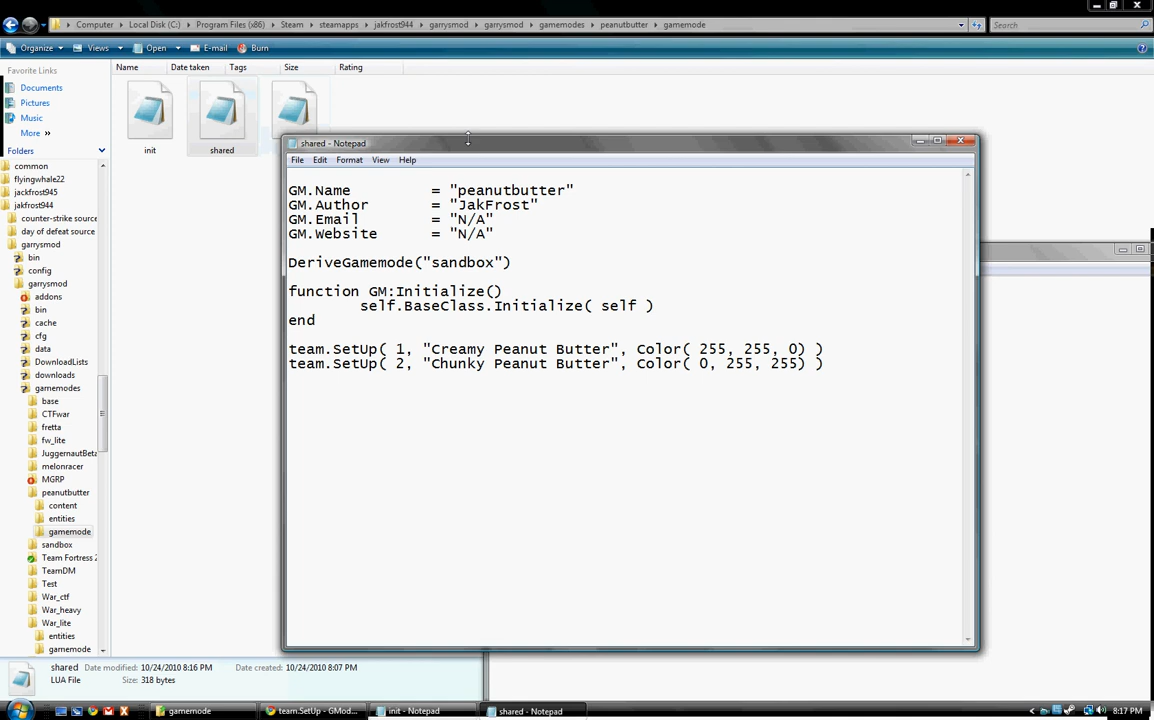 Computer
Local Disk (C:)
Program Files (x86)
Steam
steamapps
jakfrost944
garrysmod
garrysmod
gamemodes
peanutbutter
gamemode
Search
Organize
Views
Open
E-mail
Burn
Favorite Links
Documents
Pictures
Music
More »
Folders
common
flyingwhale22
jackfrost945
jakfrost944
counter-strike source
day of defeat source
garrysmod
bin
config
garrysmod
addons
bin
cache
cfg
data
DownloadLists
downloads
gamemodes
base
CTFwar
fretta
fw_lite
JuggernautBeta
melonracer
MGRP
peanutbutter
content
entities
gamemode
sandbox
Team Fortress 2
TeamDM
Test
War_ctf
War_heavy
War_lite
entities
gamemode
Name
Date taken
Tags
Size
Rating
init
shared
shared - Notepad
File Edit Format View Help
GM.Name = "peanutbutter"
GM.Author = "JakFrost"
GM.Email = "N/A"
GM.Website = "N/A"
DeriveGamemode("sandbox")
function GM:Initialize()
self.BaseClass.Initialize( self )
end
team.SetUp( 1, "Creamy Peanut Butter", Color( 255, 255, 0) )
team.SetUp( 2, "Chunky Peanut Butter", Color( 0, 255, 255) )
shared Date modified: 10/24/2010 8:16 PM Date created: 10/24/2010 8:07 PM
LUA File Size: 318 bytes
gamemode
team.SetUp - GMod...
init - Notepad
shared - Notepad
8:17 PM